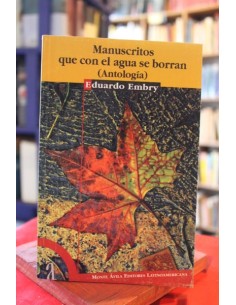 Manuscritos
que con el agua se borran
(Antología)
Eduardo Embry
Monte Ávila Editores Latinoamericana